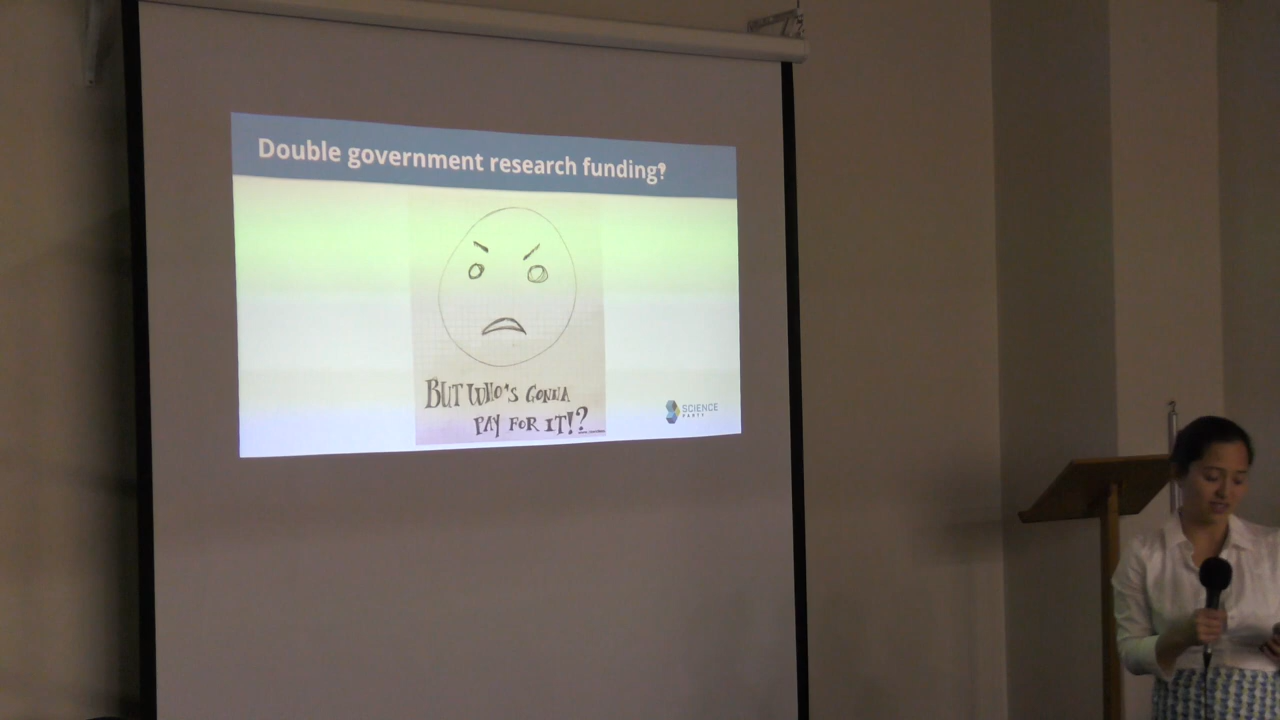 Double government research funding‽
BUT WHO'S GONNA
PAY FOR IT!?
SCIENCE
PARTY